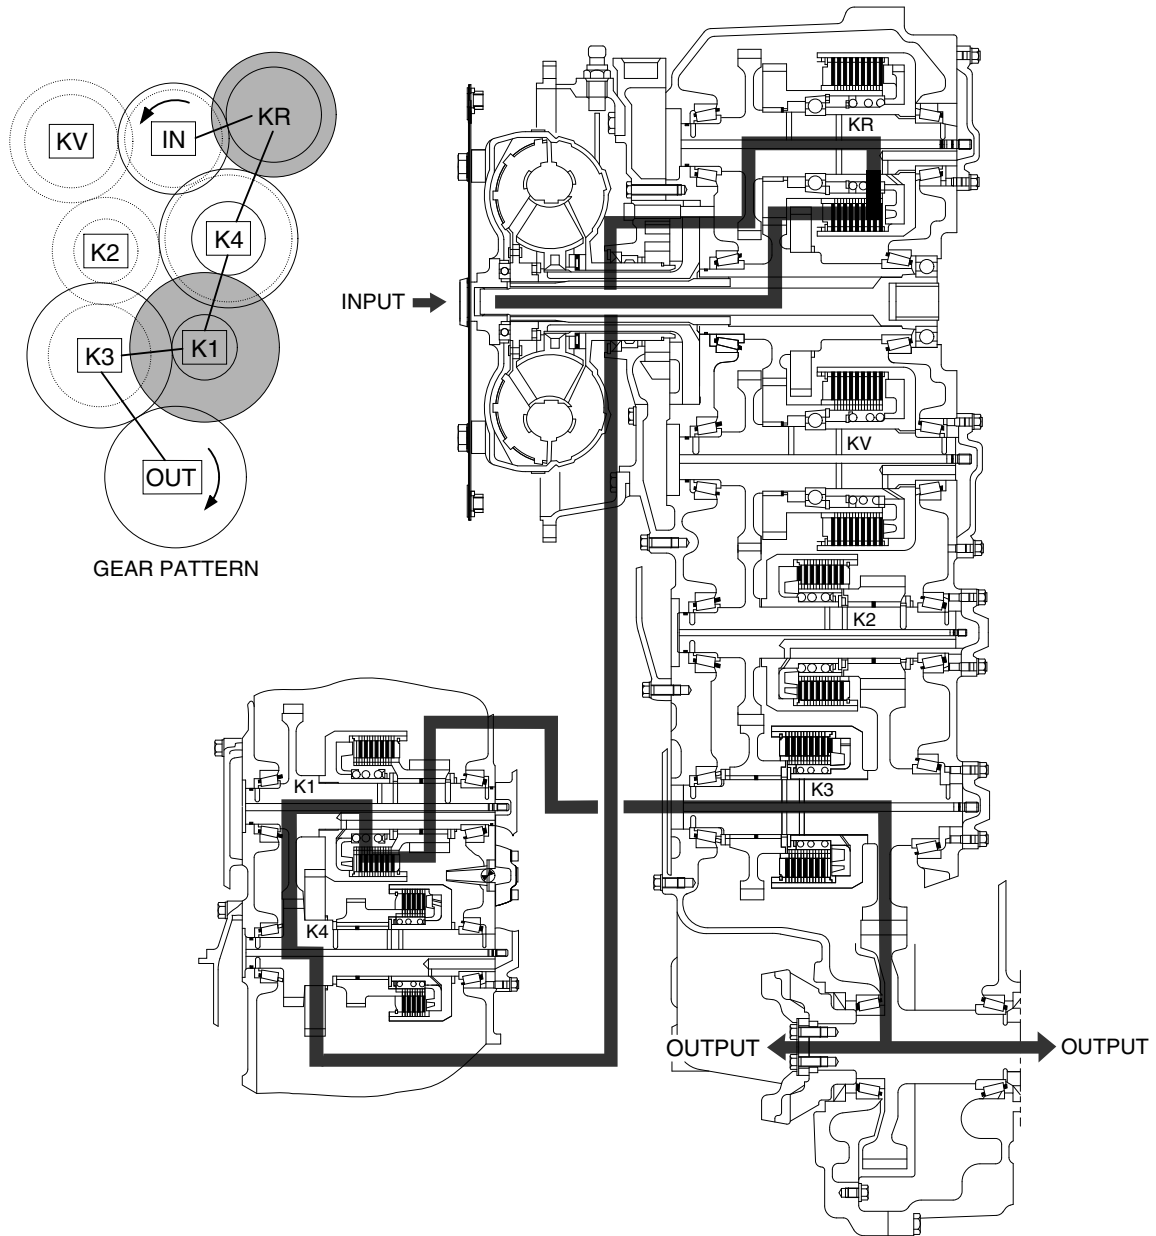 KV
IN
KR
K2
K4
K3
K1
OUT
GEAR PATTERN
INPUT
KR
KV
K2
K3
K1
K4
OUTPUT
OUTPUT